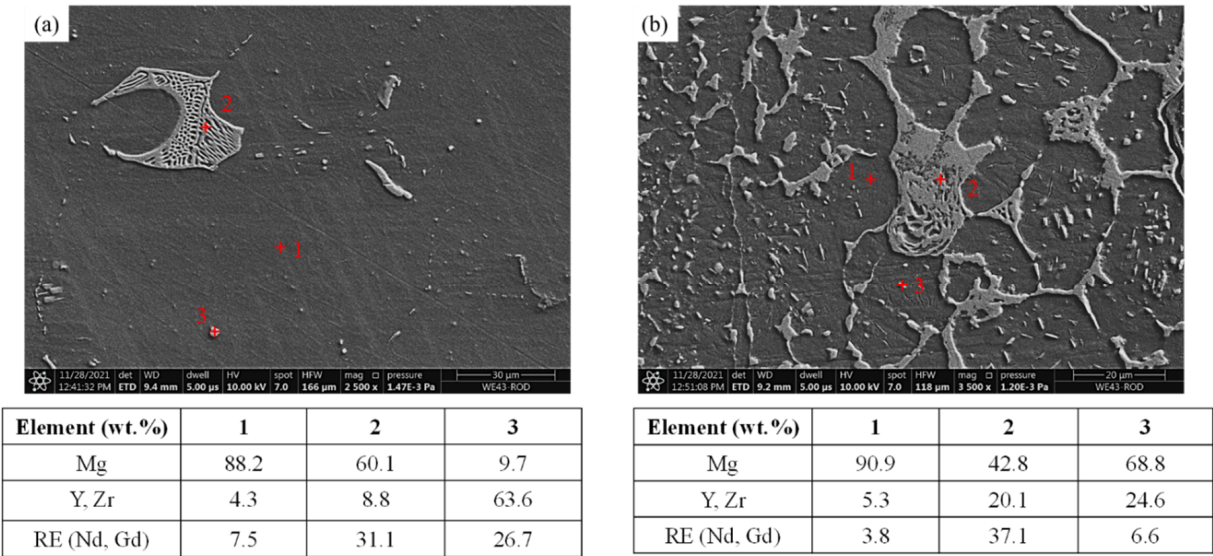 (a)
2
1
3
11/28/2021 det WD dwell HV spot HFW mag □ pressure 30 µm
12:41:32 PM ETD 9.4 mm 5.00 µs 10.00 kV 7.0 166 µm 2 500 x 1.47E-3 Pa WE43-ROD
Element (wt.%) 1 2 3
Mg 88.2 60.1 9.7
Y, Zr 4.3 8.8 63.6
RE (Nd, Gd) 7.5 31.1 26.7
(b)
1
2
3
11/28/2021 det WD dwell HV spot HFW mag □ pressure 20 µm
12:51:08 PM ETD 9.2 mm 5.00 µs 10.00 kV 7.0 118 µm 3 500 x 1.20E-3 Pa WE43-ROD
Element (wt.%) 1 2 3
Mg 90.9 42.8 68.8
Y, Zr 5.3 20.1 24.6
RE (Nd, Gd) 3.8 37.1 6.6